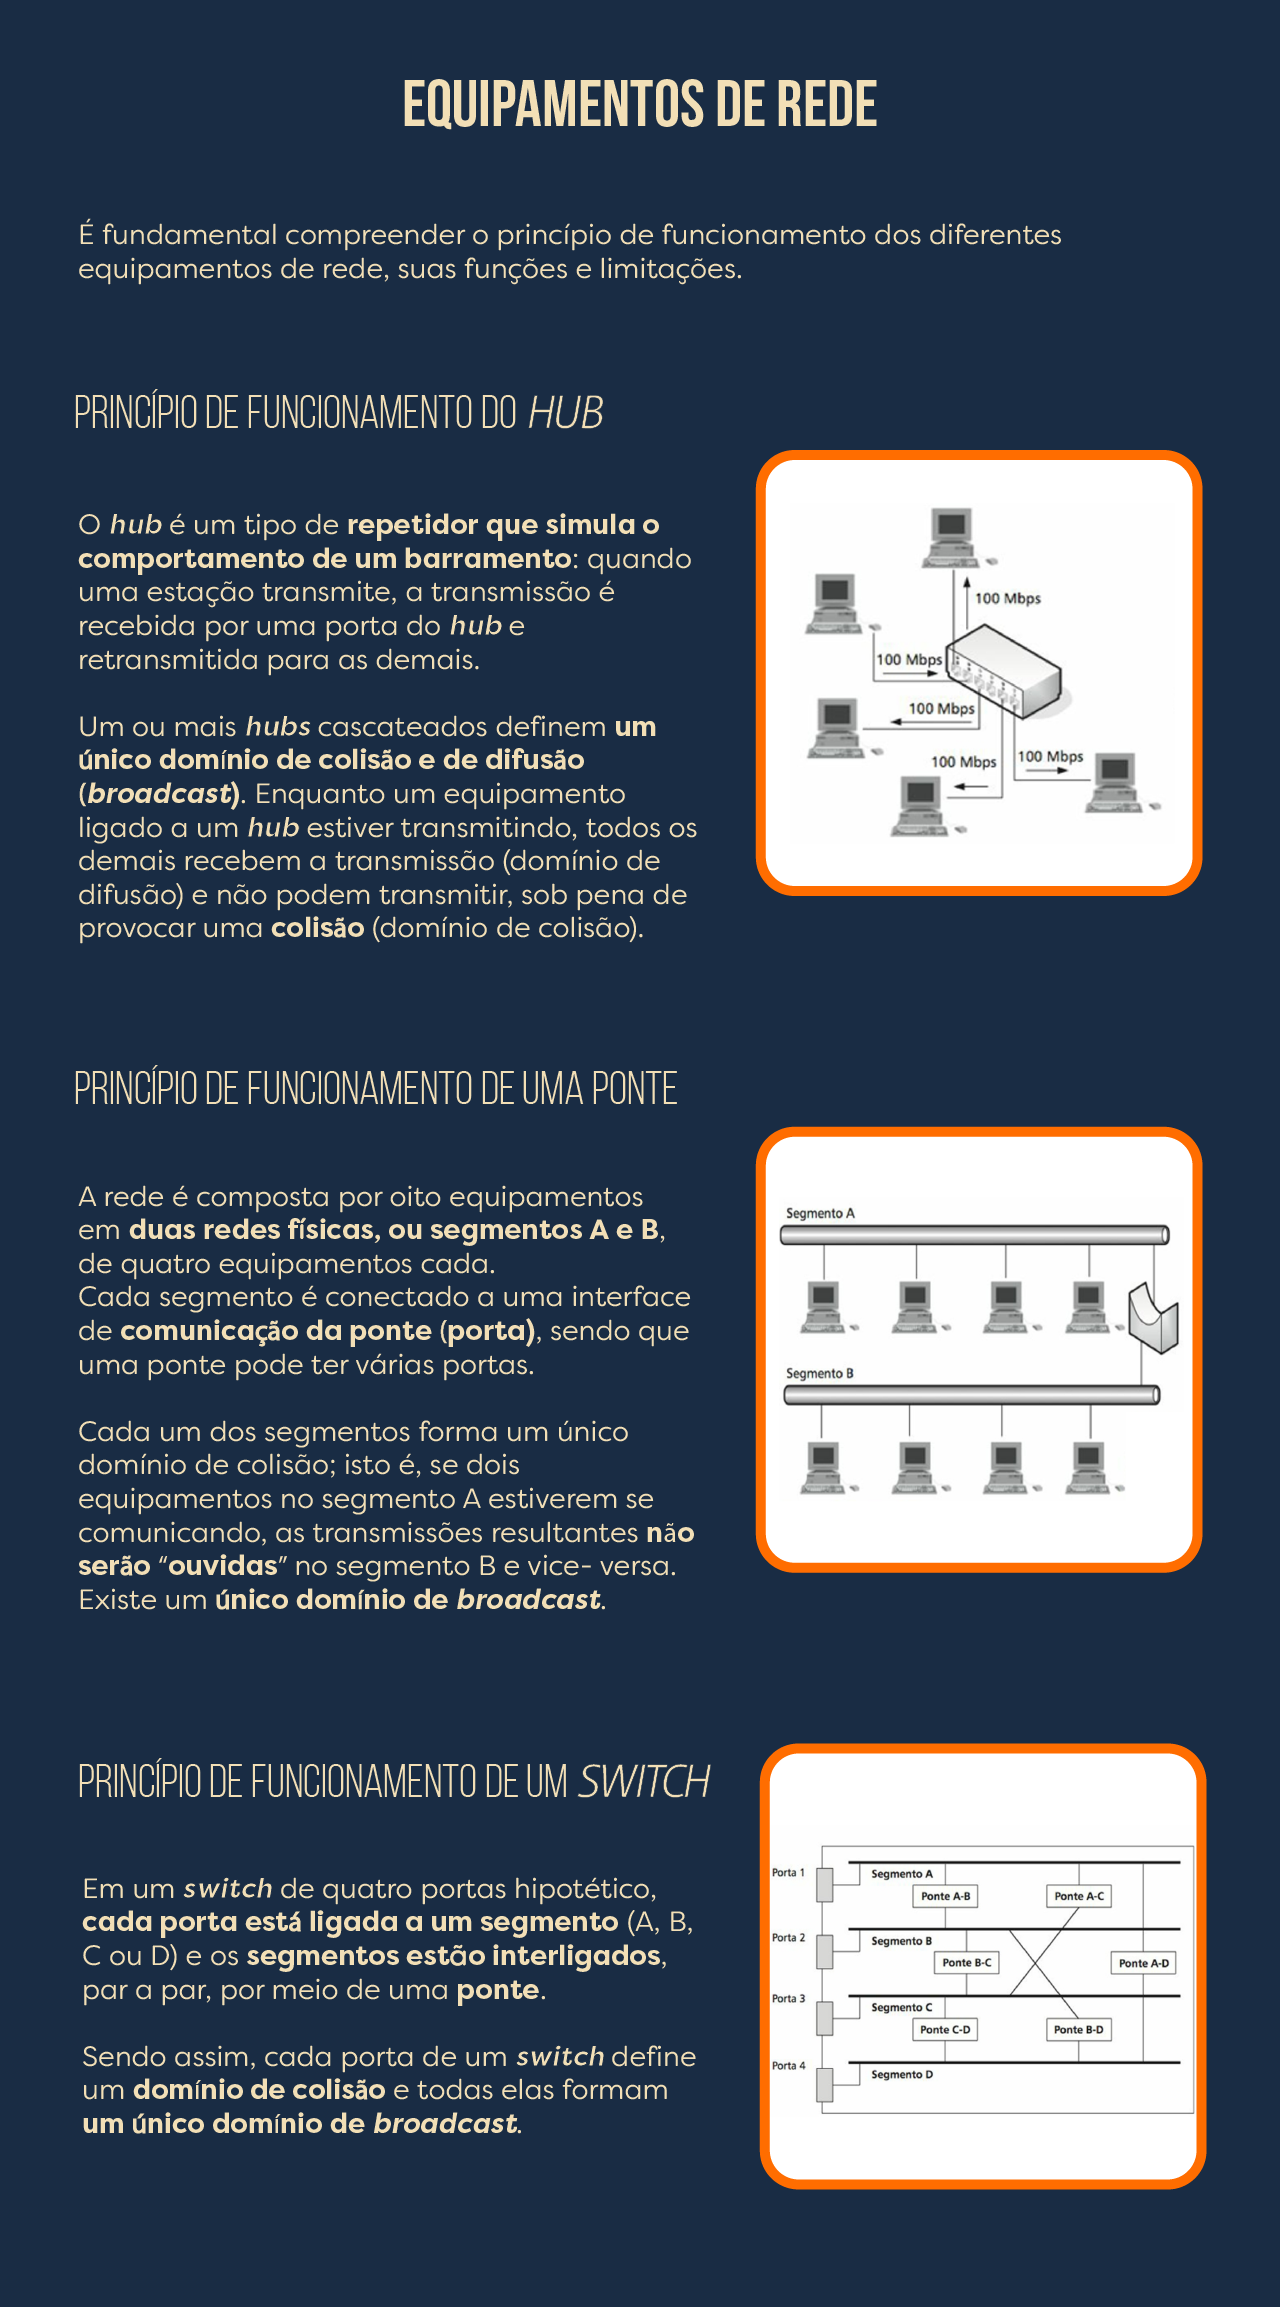 EQUIPAMENTOS DE REDE
É fundamental compreender o princípio de funcionamento dos diferentes
equipamentos de rede, suas funções e limitações.
PRINCÍPIO DE FUNCIONAMENTO DO HUB
O hub é um tipo de repetidor que simula o
comportamento de um barramento: quando
uma estação transmite, a transmissão é
recebida por uma porta do hub e
retransmitida para as demais.
Um ou mais hubs cascateados definem um
único domínio de colisão e de difusão
(broadcast). Enquanto um equipamento
ligado a um hub estiver transmitindo, todos os
demais recebem a transmissão (domínio de
difusão) e não podem transmitir, sob pena de
provocar uma colisão (domínio de colisão).
100 Mbps
100 Mbps
100 Mbps
100 Mbps
100 Mbps
PRINCÍPIO DE FUNCIONAMENTO DE UMA PONTE
A rede é composta por oito equipamentos
em duas redes físicas, ou segmentos A e B,
de quatro equipamentos cada.
Cada segmento é conectado a uma interface
de comunicação da ponte (porta), sendo que
uma ponte pode ter várias portas.
Cada um dos segmentos forma um único
domínio de colisão; isto é, se dois
equipamentos no segmento A estiverem se
comunicando, as transmissões resultantes não
serão “ouvidas” no segmento B e vice- versa.
Existe um único domínio de broadcast.
Segmento A
Segmento B
PRINCÍPIO DE FUNCIONAMENTO DE UM SWITCH
Em um switch de quatro portas hipotético,
cada porta está ligada a um segmento (A, B,
C ou D) e os segmentos estão interligados,
par a par, por meio de uma ponte.
Sendo assim, cada porta de um switch define
um domínio de colisão e todas elas formam
um único domínio de broadcast.
Porta 1
Segmento A
Ponte A-B
Ponte A-C
Porta 2
Segmento B
Ponte B-C
Ponte A-D
Porta 3
Segmento C
Ponte C-D
Ponte B-D
Porta 4
Segmento D